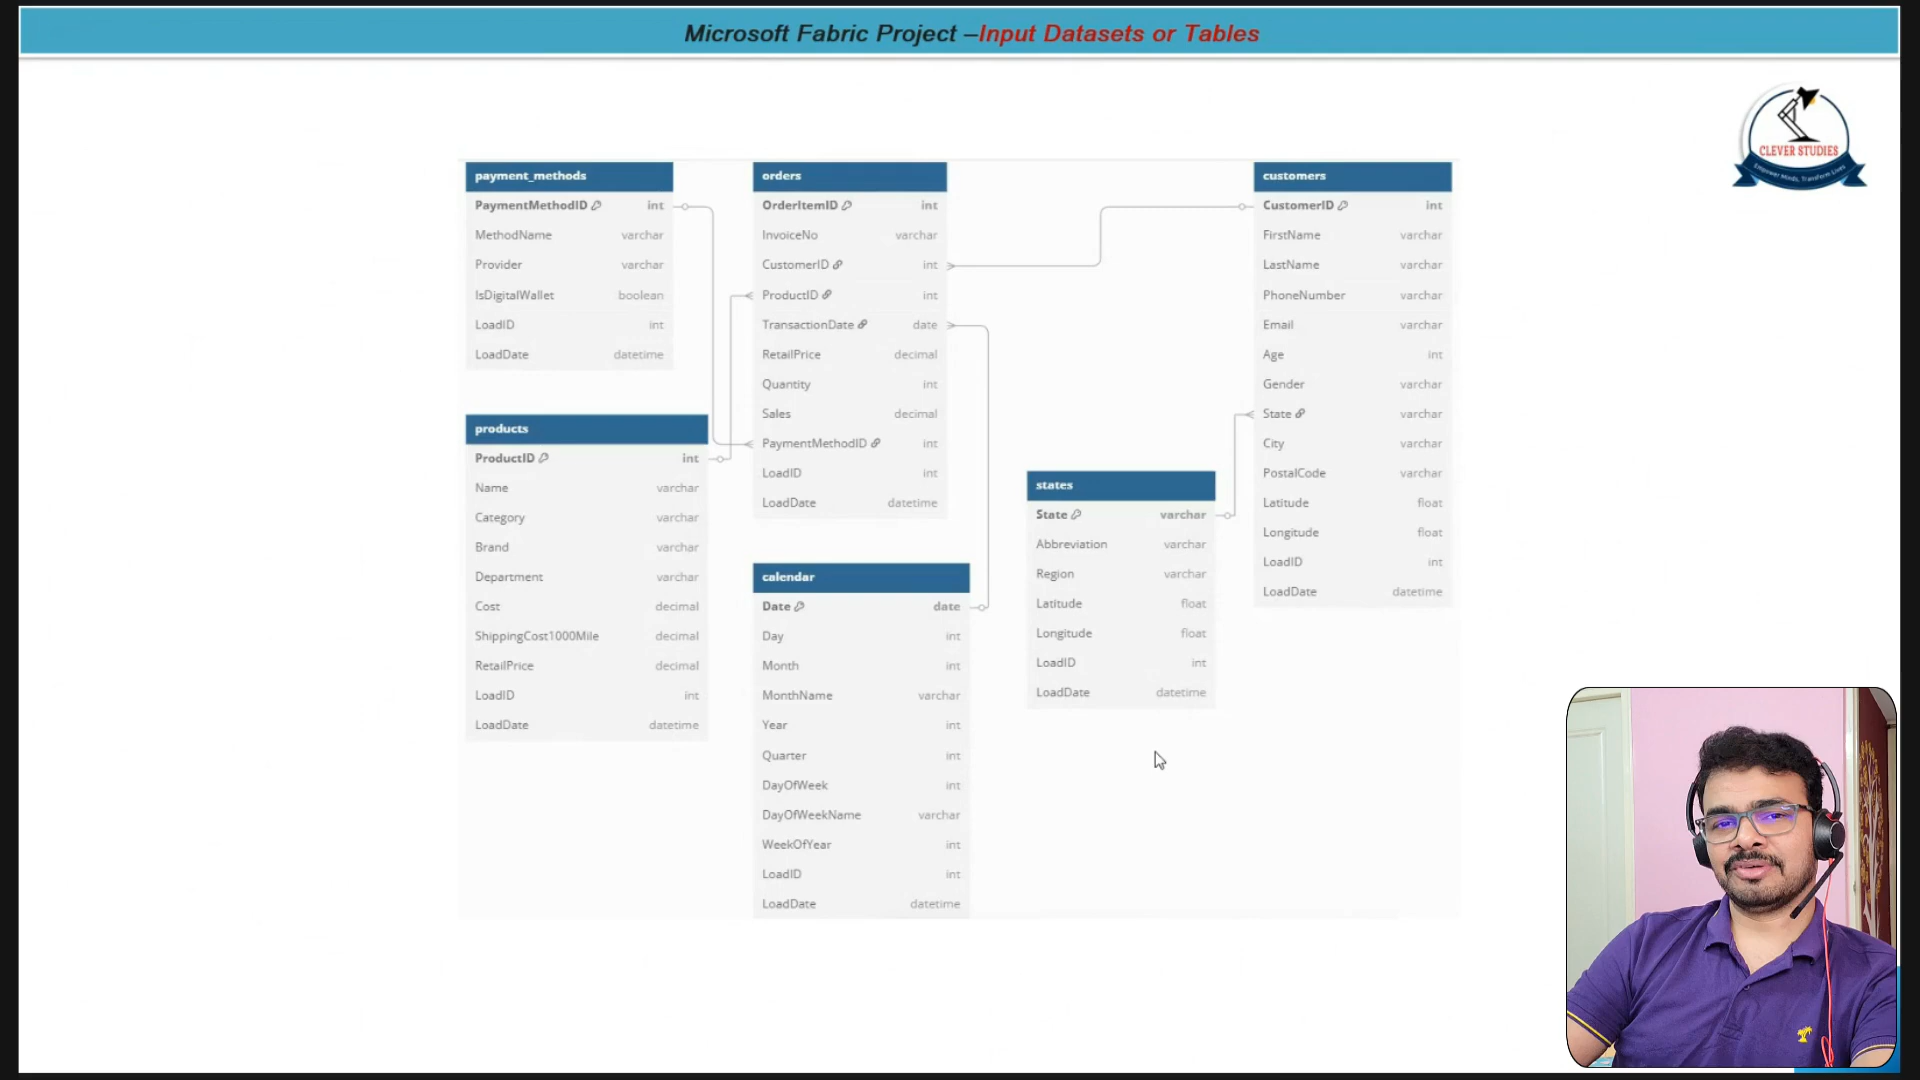 Microsoft Fabric Project –Input Datasets or Tables
CLEVER STUDIES
Empower Minds, Transform Lives
payment_methods
PaymentMethodID int
MethodName varchar
Provider varchar
IsDigitalWallet boolean
LoadID int
LoadDate datetime
products
ProductID int
Name varchar
Category varchar
Brand varchar
Department varchar
Cost decimal
ShippingCost1000Mile decimal
RetailPrice decimal
LoadID int
LoadDate datetime
orders
OrderItemID int
InvoiceNo varchar
CustomerID int
ProductID int
TransactionDate date
RetailPrice decimal
Quantity int
Sales decimal
PaymentMethodID int
LoadID int
LoadDate datetime
calendar
Date date
Day int
Month int
MonthName varchar
Year int
Quarter int
DayOfWeek int
DayOfWeekName varchar
WeekOfYear int
LoadID int
LoadDate datetime
states
State varchar
Abbreviation varchar
Region varchar
Latitude float
Longitude float
LoadID int
LoadDate datetime
customers
CustomerID int
FirstName varchar
LastName varchar
PhoneNumber varchar
Email varchar
Age int
Gender varchar
State varchar
City varchar
PostalCode varchar
Latitude float
Longitude float
LoadID int
LoadDate datetime